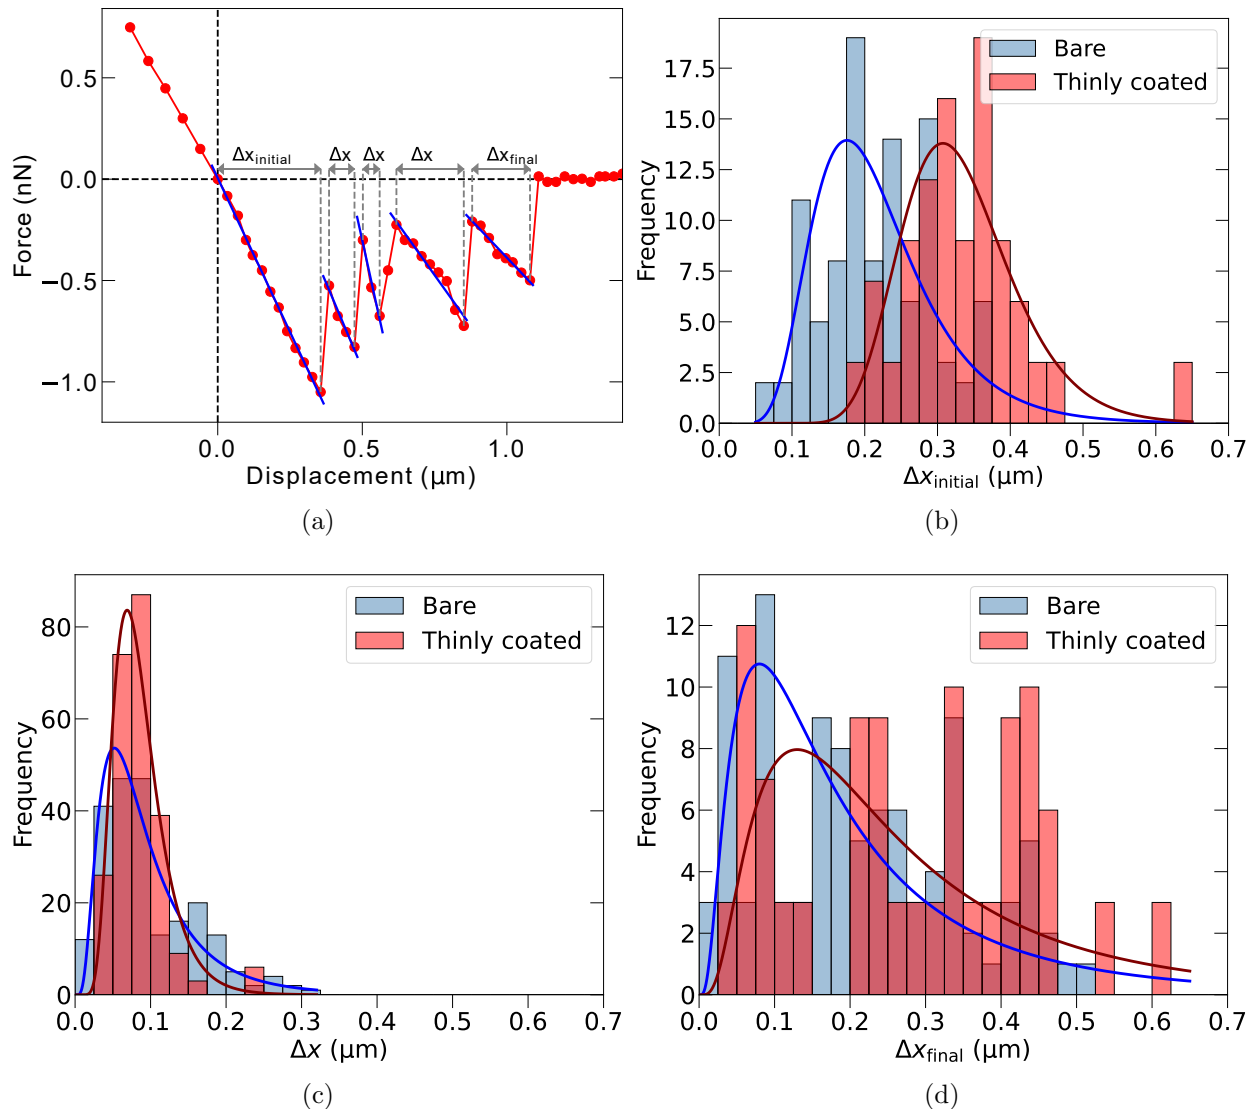 Δx_initial Δx Δx Δx Δx_final
0.5
0.0
−0.5
−1.0
Force (nN)
0.0 0.5 1.0
Displacement (μm)
(a)
Bare
Thinly coated
17.5
15.0
12.5
10.0
7.5
5.0
2.5
0.0
Frequency
0.0 0.1 0.2 0.3 0.4 0.5 0.6 0.7
Δx_initial (μm)
(b)
Bare
Thinly coated
80
60
40
20
0
Frequency
0.0 0.1 0.2 0.3 0.4 0.5 0.6 0.7
Δx (μm)
(c)
Bare
Thinly coated
12
10
8
6
4
2
0
Frequency
0.0 0.1 0.2 0.3 0.4 0.5 0.6 0.7
Δx_final (μm)
(d)